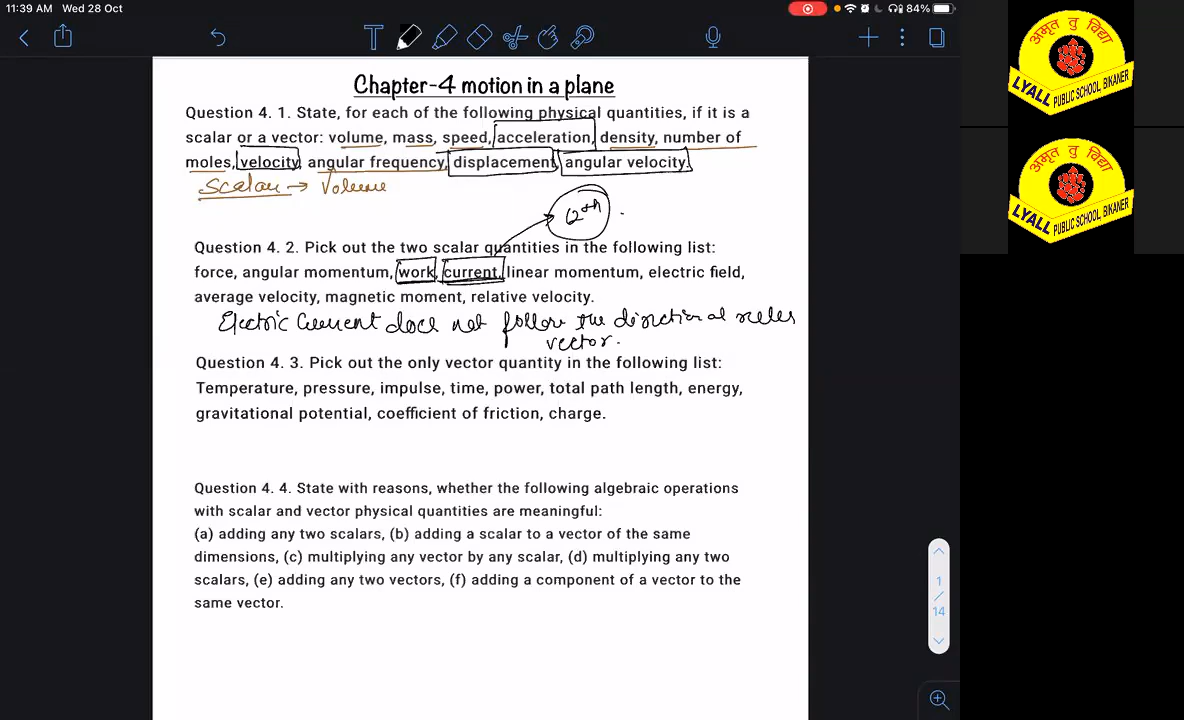 11:39 AM Wed 28 Oct
84%
Chapter-4 motion in a plane
Question 4. 1. State, for each of the following physical quantities, if it is a
scalar or a vector: volume, mass, speed, acceleration, density, number of
moles, velocity, angular frequency, displacement, angular velocity.
Scalar → Volume
12th
Question 4. 2. Pick out the two scalar quantities in the following list:
force, angular momentum, work, current, linear momentum, electric field,
average velocity, magnetic moment, relative velocity.
Electric Current does not follow the directional rules
vector.
Question 4. 3. Pick out the only vector quantity in the following list:
Temperature, pressure, impulse, time, power, total path length, energy,
gravitational potential, coefficient of friction, charge.
Question 4. 4. State with reasons, whether the following algebraic operations
with scalar and vector physical quantities are meaningful:
(a) adding any two scalars, (b) adding a scalar to a vector of the same
dimensions, (c) multiplying any vector by any scalar, (d) multiplying any two
scalars, (e) adding any two vectors, (f) adding a component of a vector to the
same vector.
1
/
14
अमृतं तु विद्या
LYALL PUBLIC SCHOOL BIKANER
अमृतं तु विद्या
LYALL PUBLIC SCHOOL BIKANER